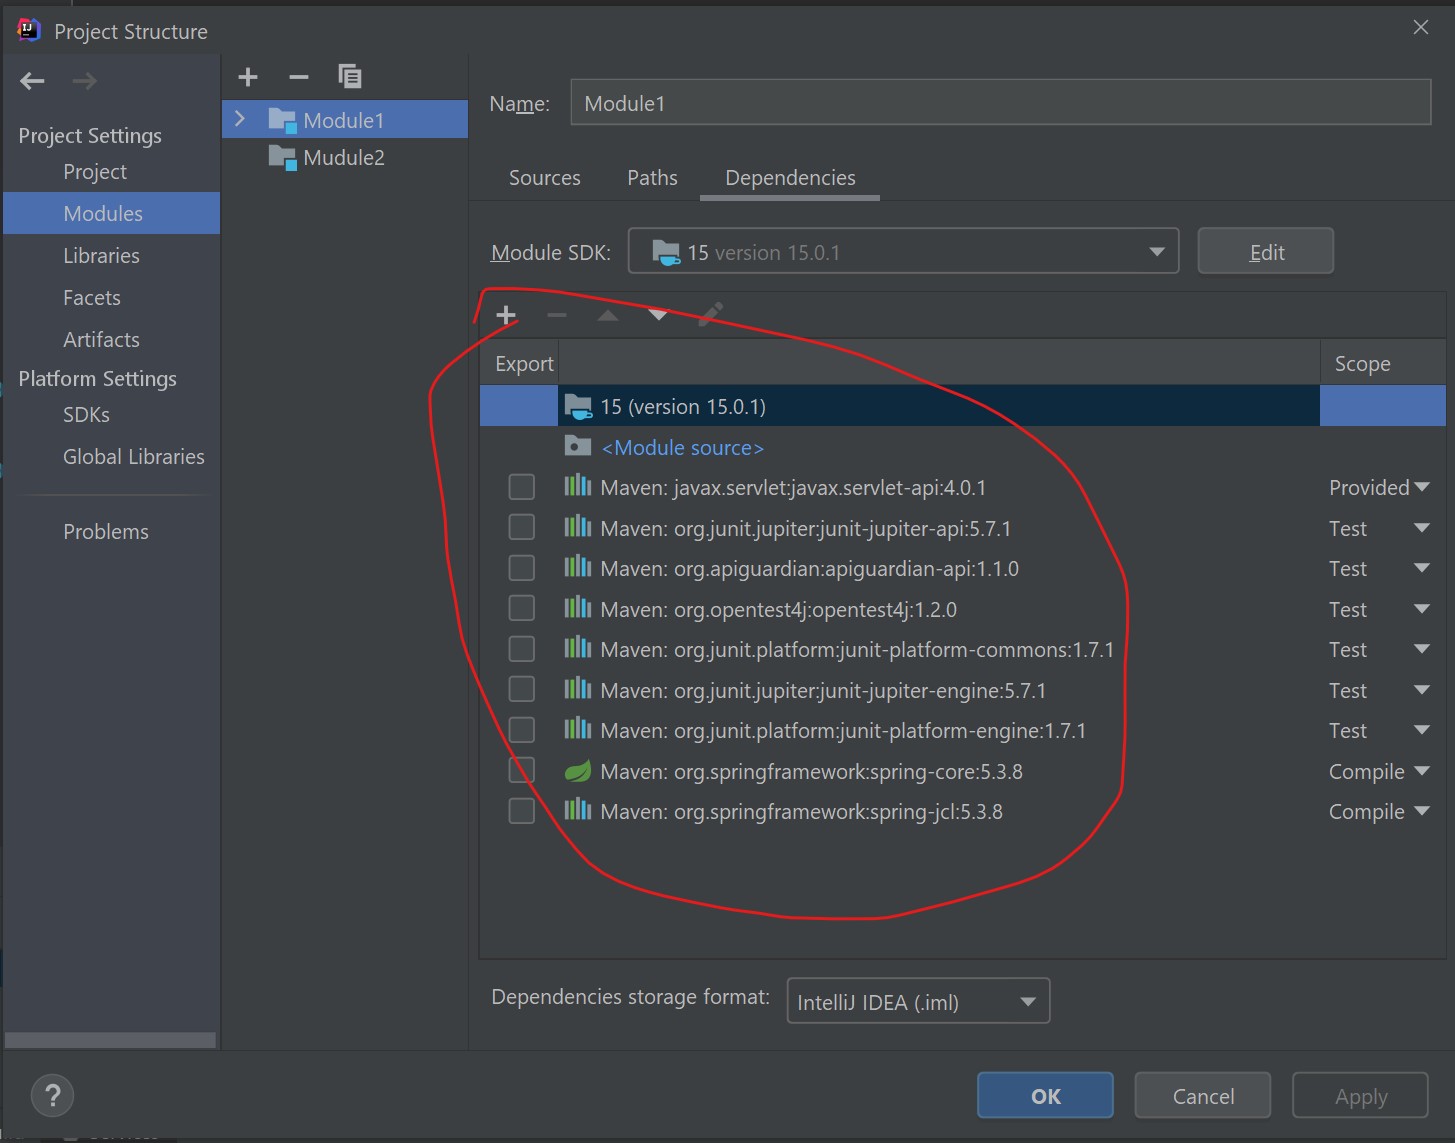 Project Structure
Project Settings
Project
Modules
Libraries
Facets
Artifacts
Platform Settings
SDKs
Global Libraries
Problems
Module1
Mudule2
Name: Module1
Sources Paths Dependencies
Module SDK: 15 version 15.0.1 Edit
Export Scope
15 (version 15.0.1)
<Module source>
Maven: javax.servlet:javax.servlet-api:4.0.1 Provided
Maven: org.junit.jupiter:junit-jupiter-api:5.7.1 Test
Maven: org.apiguardian:apiguardian-api:1.1.0 Test
Maven: org.opentest4j:opentest4j:1.2.0 Test
Maven: org.junit.platform:junit-platform-commons:1.7.1 Test
Maven: org.junit.jupiter:junit-jupiter-engine:5.7.1 Test
Maven: org.junit.platform:junit-platform-engine:1.7.1 Test
Maven: org.springframework:spring-core:5.3.8 Compile
Maven: org.springframework:spring-jcl:5.3.8 Compile
Dependencies storage format: IntelliJ IDEA (.iml)
? OK Cancel Apply